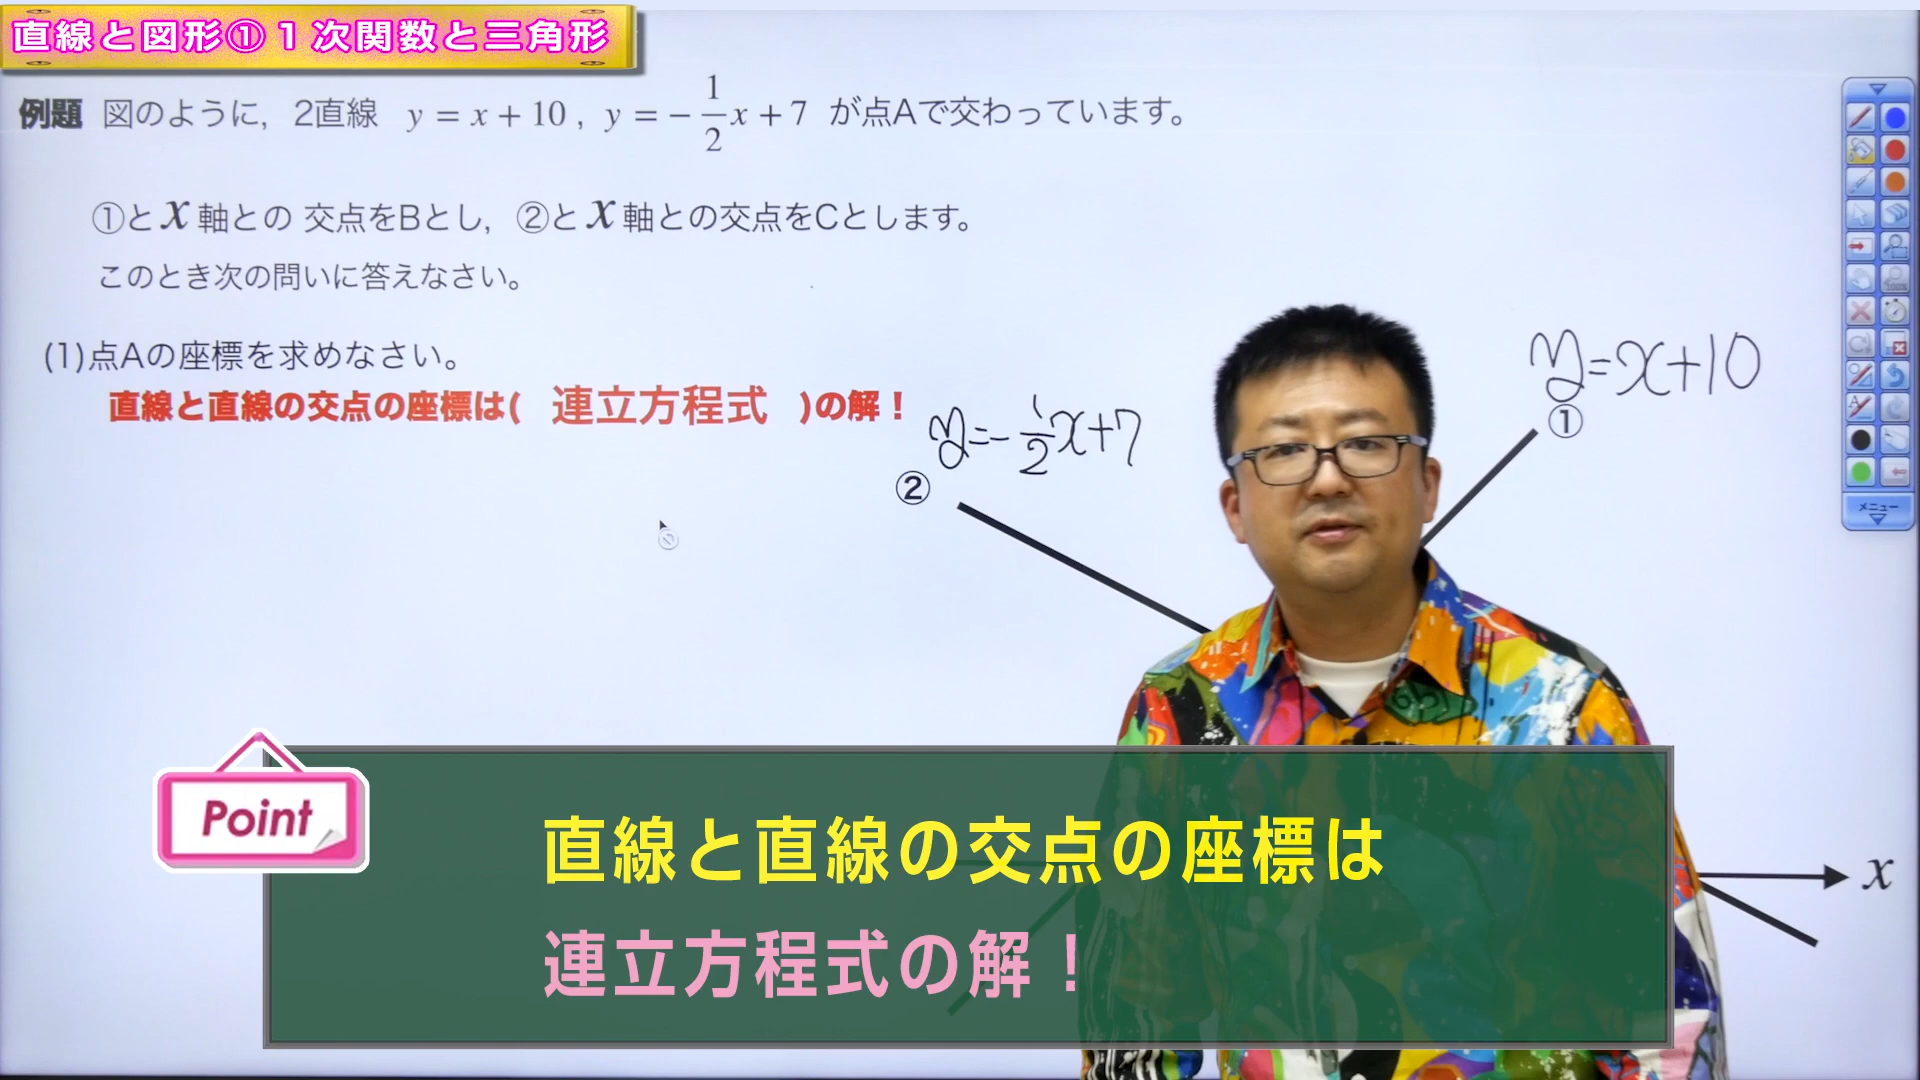 直線と図形①１次関数と三角形
例題 図のように，2直線 y = x + 10 , y = - 1/2 x + 7 が点Aで交わっています。
①と x 軸との 交点をBとし，②と x 軸との交点をCとします。
このとき次の問いに答えなさい。
(1)点Aの座標を求めなさい。
直線と直線の交点の座標は( 連立方程式 )の解！
y=x+10
①
y=-1/2x+7
②
メニュー
x
Point
直線と直線の交点の座標は
連立方程式の解！